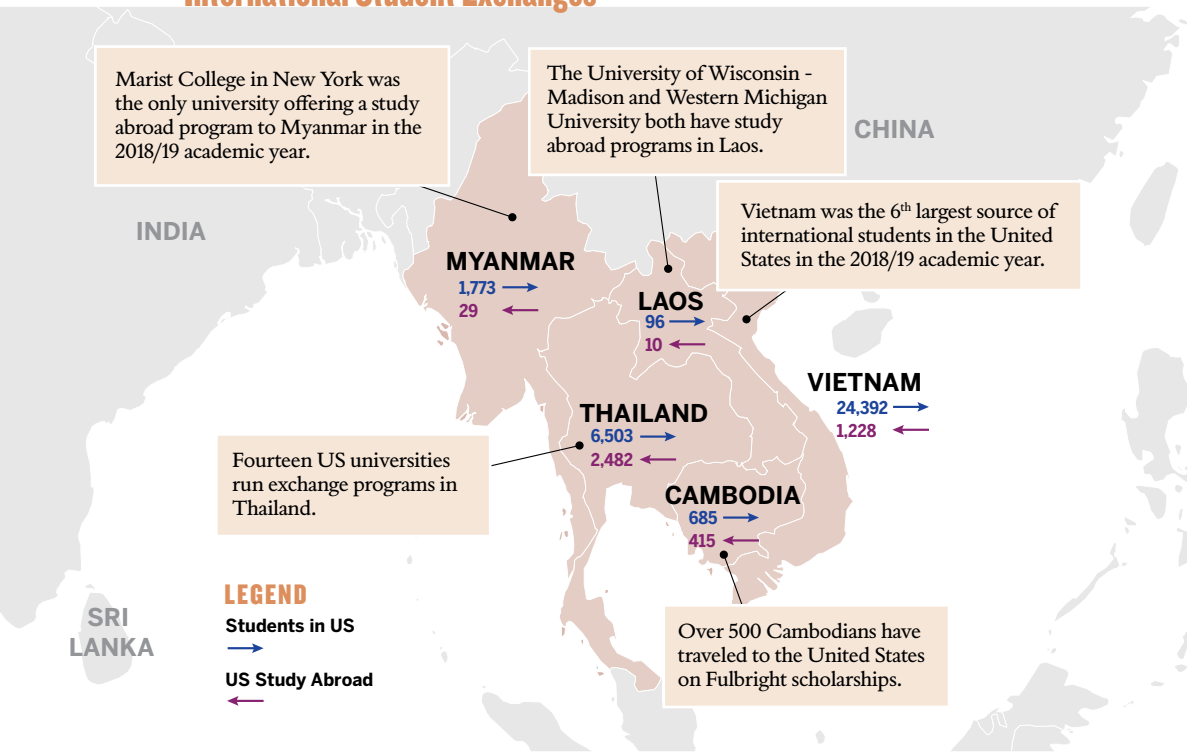 International Student Exchanges
Marist College in New York was
the only university offering a study
abroad program to Myanmar in the
2018/19 academic year.
The University of Wisconsin -
Madison and Western Michigan
University both have study
abroad programs in Laos.
CHINA
Vietnam was the 6th largest source of
international students in the United
States in the 2018/19 academic year.
INDIA
MYANMAR
1,773
29
LAOS
96
10
VIETNAM
24,392
1,228
THAILAND
6,503
2,482
Fourteen US universities
run exchange programs in
Thailand.
CAMBODIA
685
415
LEGEND
Students in US
US Study Abroad
SRI
LANKA
Over 500 Cambodians have
traveled to the United States
on Fulbright scholarships.